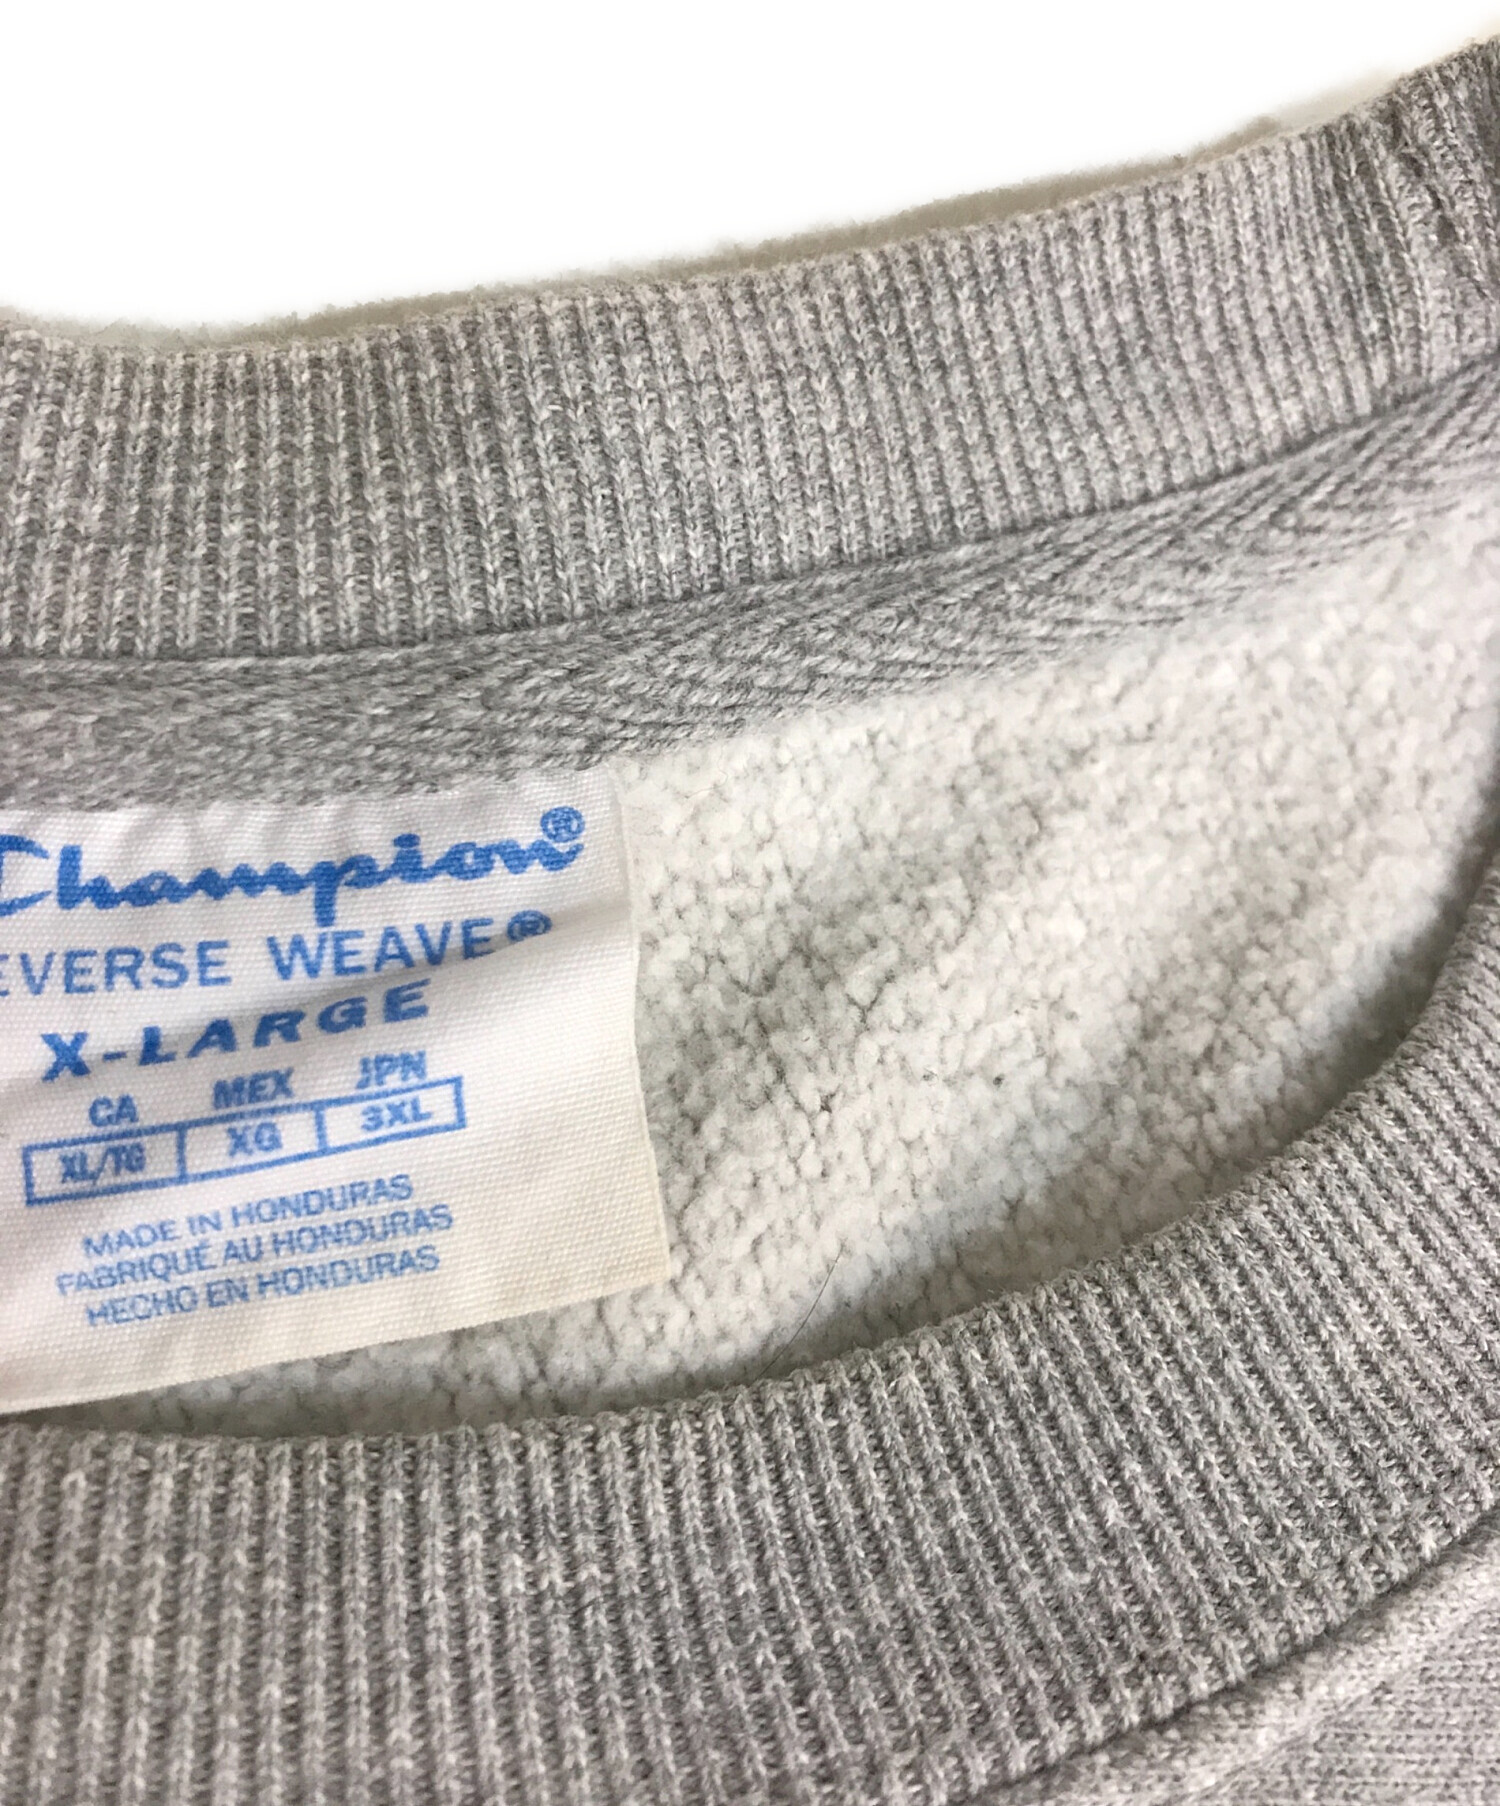 Champion®
EVERSE WEAVE®
X-LARGE
CA MEX JPN
XL/TG XG 3XL
MADE IN HONDURAS
FABRIQUÉ AU HONDURAS
HECHO EN HONDURAS